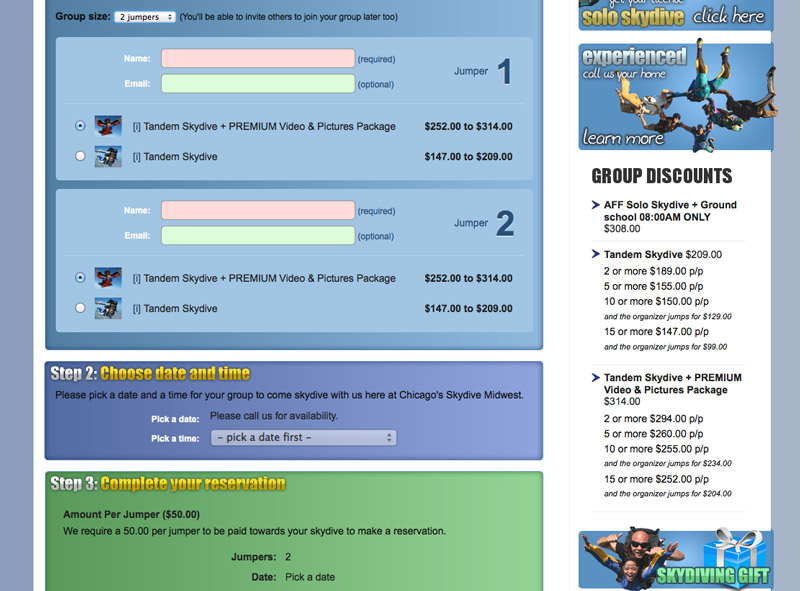 Group size: 2 jumpers (You'll be able to invite others to join your group later too)
Name: (required)
Email: (optional)
Jumper 1
[i] Tandem Skydive + PREMIUM Video & Pictures Package $252.00 to $314.00
[i] Tandem Skydive $147.00 to $209.00
Name: (required)
Email: (optional)
Jumper 2
[i] Tandem Skydive + PREMIUM Video & Pictures Package $252.00 to $314.00
[i] Tandem Skydive $147.00 to $209.00
Step 2: Choose date and time
Please pick a date and a time for your group to come skydive with us here at Chicago's Skydive Midwest.
Pick a date: Please call us for availability.
Pick a time: – pick a date first –
Step 3: Complete your reservation
Amount Per Jumper ($50.00)
We require a 50.00 per jumper to be paid towards your skydive to make a reservation.
Jumpers: 2
Date: Pick a date
get your license
solo skydive click here
experienced
call us your home
learn more
GROUP DISCOUNTS
AFF Solo Skydive + Ground
school 08:00AM ONLY
$308.00
Tandem Skydive $209.00
2 or more $189.00 p/p
5 or more $155.00 p/p
10 or more $150.00 p/p
and the organizer jumps for $129.00
15 or more $147.00 p/p
and the organizer jumps for $99.00
Tandem Skydive + PREMIUM
Video & Pictures Package
$314.00
2 or more $294.00 p/p
5 or more $260.00 p/p
10 or more $255.00 p/p
and the organizer jumps for $234.00
15 or more $252.00 p/p
and the organizer jumps for $204.00
SKYDIVING GIFT